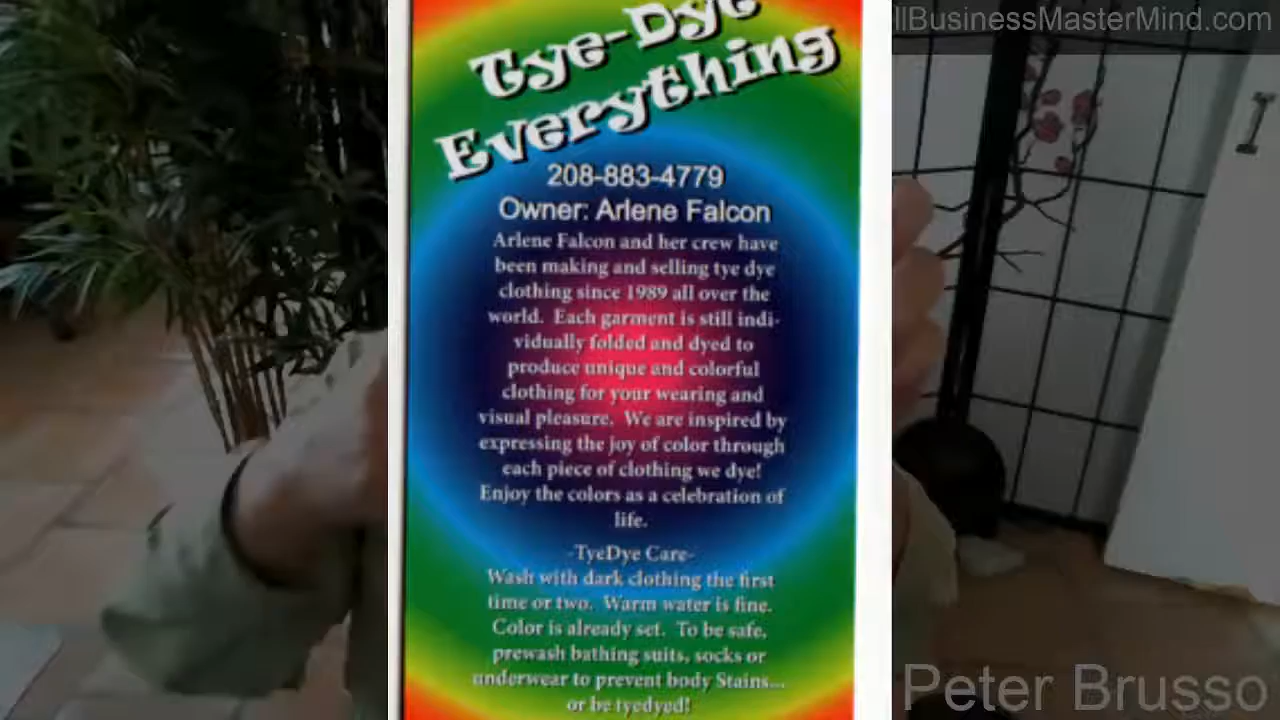 llBusinessMasterMind.com
Tye-Dye
Everything
208-883-4779
Owner: Arlene Falcon
Arlene Falcon and her crew have
been making and selling tye dye
clothing since 1989 all over the
world. Each garment is still indi-
vidually folded and dyed to
produce unique and colorful
clothing for your wearing and
visual pleasure. We are inspired by
expressing the joy of color through
each piece of clothing we dye!
Enjoy the colors as a celebration of
life.
-TyeDye Care-
Wash with dark clothing the first
time or two. Warm water is fine.
Color is already set. To be safe,
prewash bathing suits, socks or
underwear to prevent body Stains...
or be tyedyed!
Peter Brusso